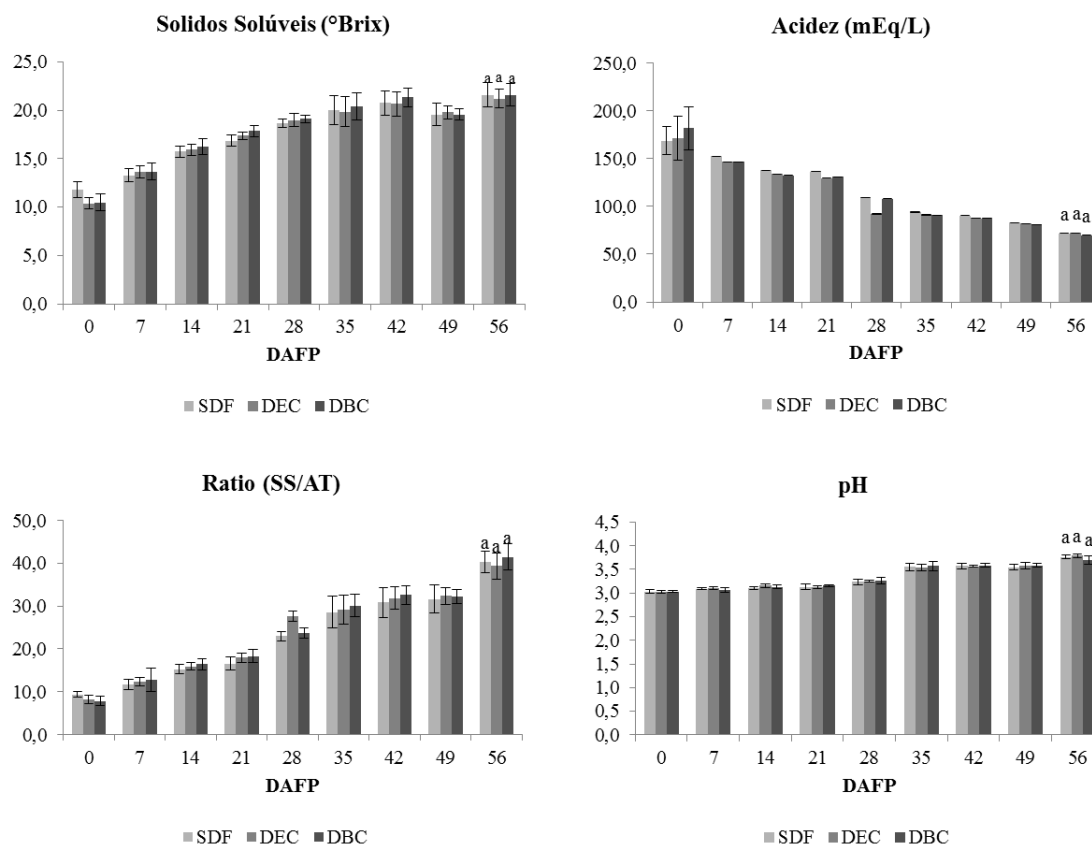 Solidos Solúveis (°Brix)
25,0
20,0
15,0
10,0
5,0
0,0
a a a
0 7 14 21 28 35 42 49 56
DAFP
SDF DEC DBC
Acidez (mEq/L)
250,0
200,0
150,0
100,0
50,0
0,0
a a a
0 7 14 21 28 35 42 49 56
DAFP
SDF DEC DBC
Ratio (SS/AT)
50,0
40,0
30,0
20,0
10,0
0,0
a a a
0 7 14 21 28 35 42 49 56
DAFP
SDF DEC DBC
pH
4,5
4,0
3,5
3,0
2,5
2,0
1,5
1,0
0,5
0,0
a a a
0 7 14 21 28 35 42 49 56
DAFP
SDF DEC DBC